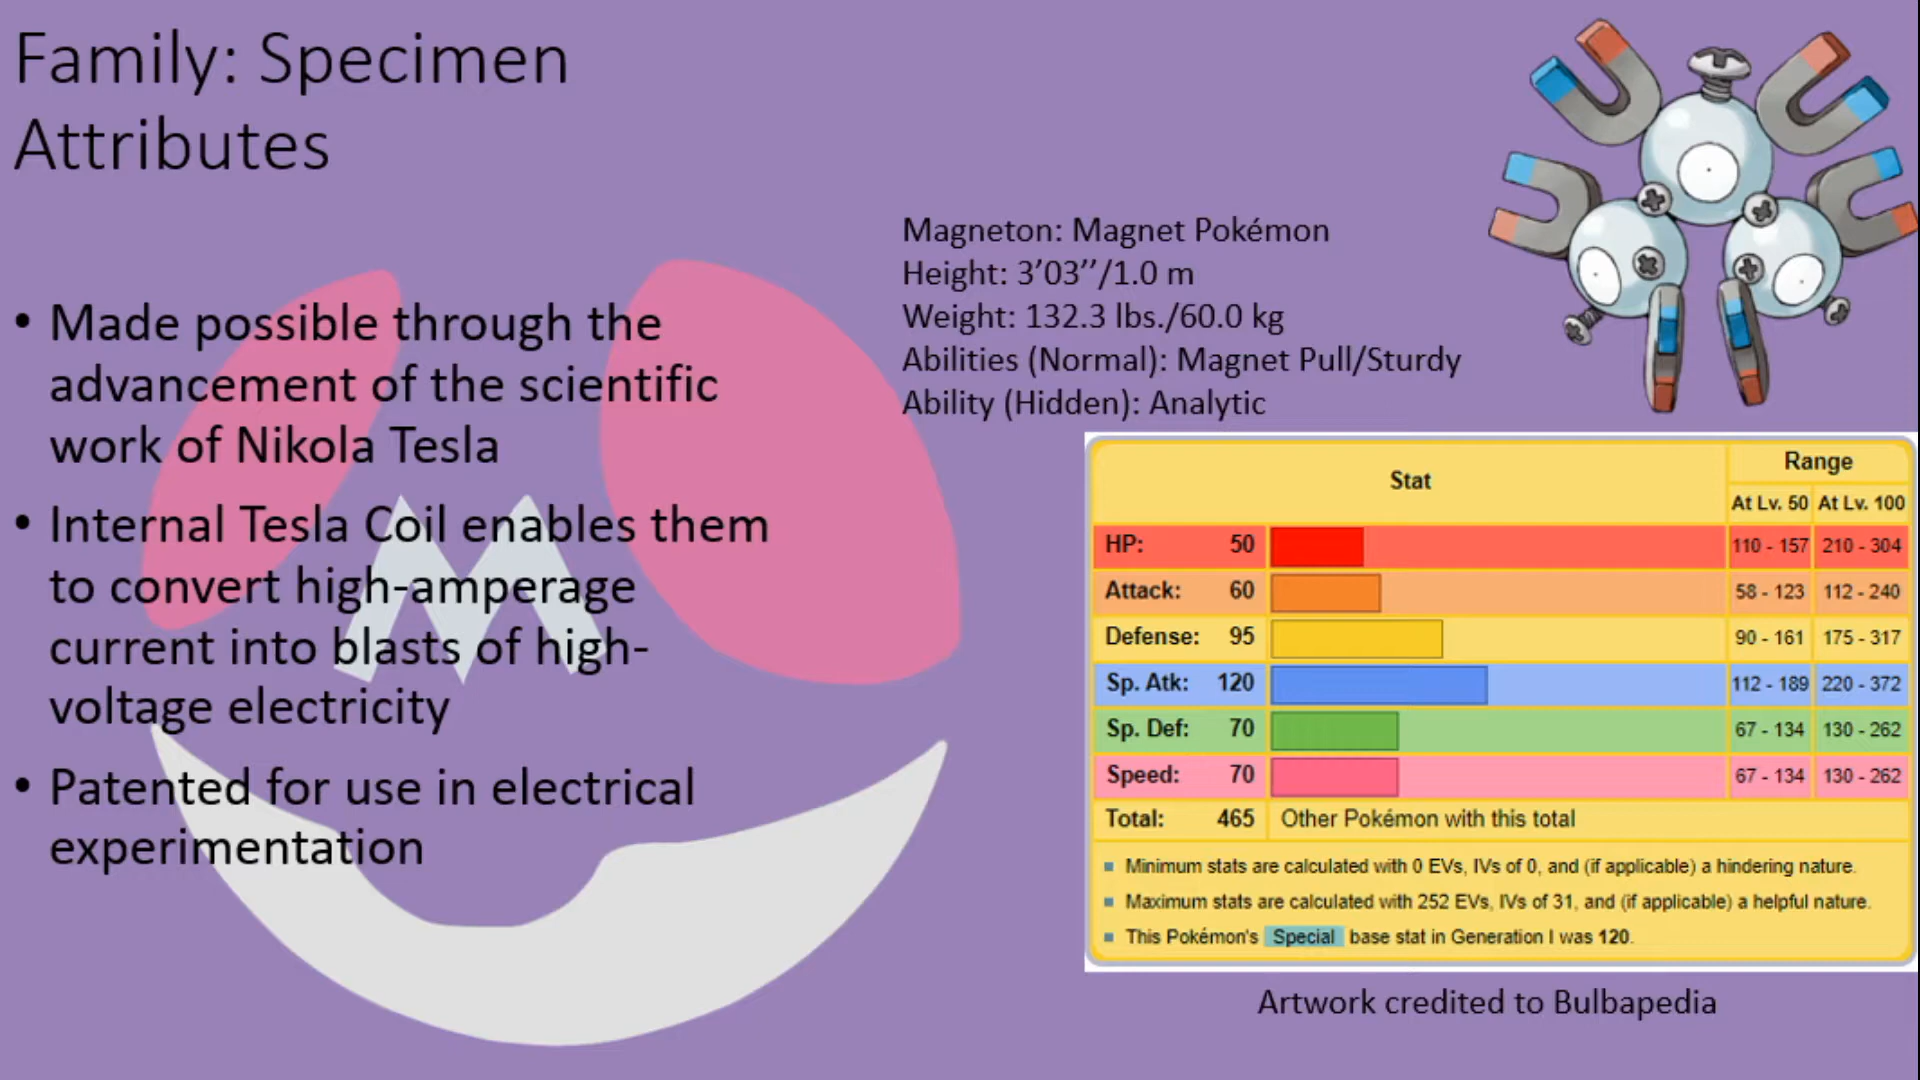 Family: Specimen
Attributes
• Made possible through the
advancement of the scientific
work of Nikola Tesla
• Internal Tesla Coil enables them
to convert high-amperage
current into blasts of high-
voltage electricity
• Patented for use in electrical
experimentation
Magneton: Magnet Pokémon
Height: 3’03’’/1.0 m
Weight: 132.3 lbs./60.0 kg
Abilities (Normal): Magnet Pull/Sturdy
Ability (Hidden): Analytic
Stat Range
At Lv. 50 At Lv. 100
HP: 50 110 - 157 210 - 304
Attack: 60 58 - 123 112 - 240
Defense: 95 90 - 161 175 - 317
Sp. Atk: 120 112 - 189 220 - 372
Sp. Def: 70 67 - 134 130 - 262
Speed: 70 67 - 134 130 - 262
Total: 465 Other Pokémon with this total
Minimum stats are calculated with 0 EVs, IVs of 0, and (if applicable) a hindering nature.
Maximum stats are calculated with 252 EVs, IVs of 31, and (if applicable) a helpful nature.
This Pokémon's Special base stat in Generation I was 120.
Artwork credited to Bulbapedia
M